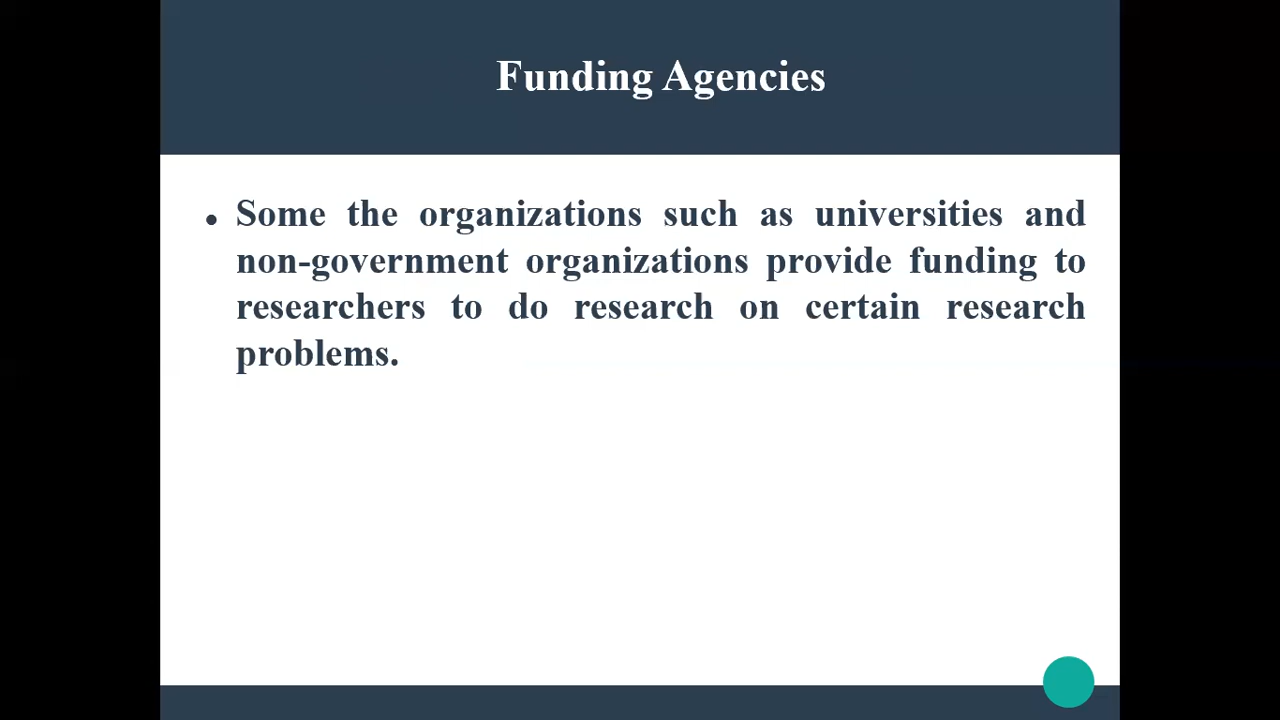 Funding Agencies
• Some the organizations such as universities and
non-government organizations provide funding to
researchers to do research on certain research
problems.